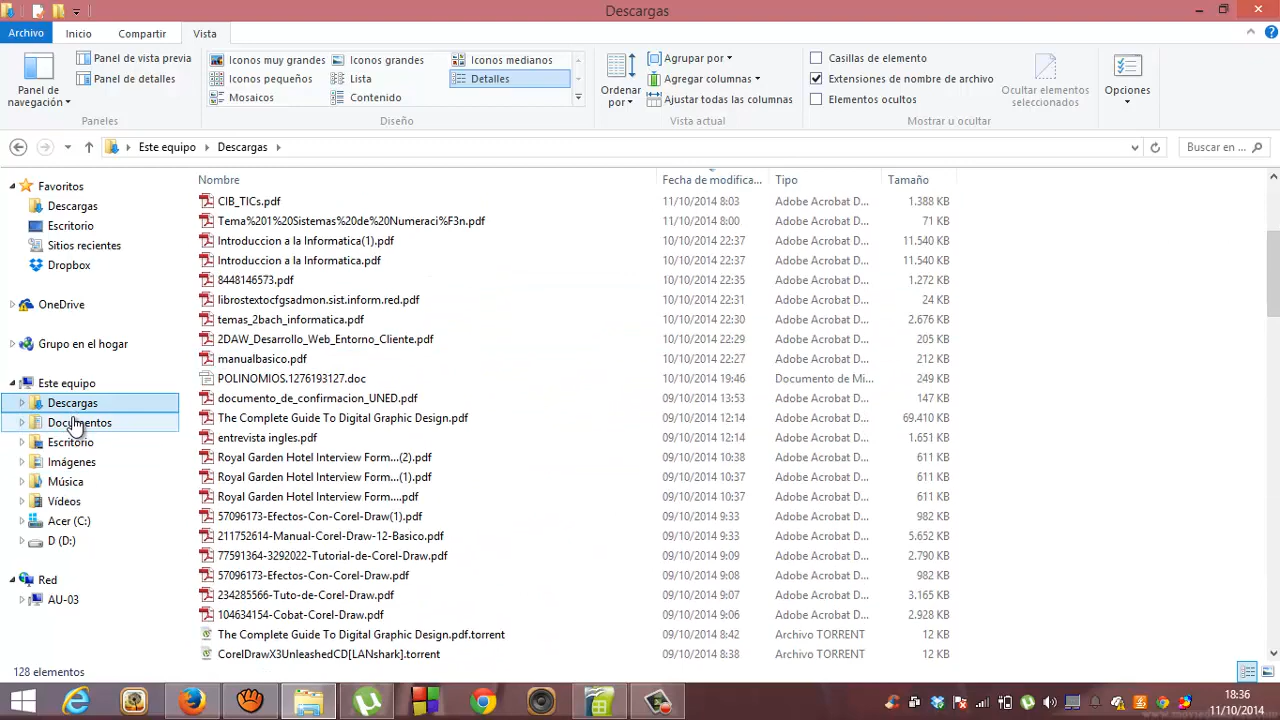 Descargas
Archivo Inicio Compartir Vista
Panel de navegación
Panel de vista previa
Panel de detalles
Paneles
Iconos muy grandes Iconos grandes Iconos medianos
Iconos pequeños Lista Detalles
Mosaicos Contenido
Diseño
Ordenar por
Agrupar por
Agregar columnas
Ajustar todas las columnas
Vista actual
Casillas de elemento
Extensiones de nombre de archivo
Elementos ocultos
Ocultar elementos seleccionados
Mostrar u ocultar
Opciones
Este equipo Descargas
Buscar en ...
Favoritos
Descargas
Escritorio
Sitios recientes
Dropbox
OneDrive
Grupo en el hogar
Este equipo
Descargas
Documentos
Escritorio
Imágenes
Música
Vídeos
Acer (C:)
D (D:)
Red
AU-03
Nombre Fecha de modifica... Tipo Tamaño
CIB_TICs.pdf 11/10/2014 8:03 Adobe Acrobat D... 1.388 KB
Tema%201%20Sistemas%20de%20Numeraci%F3n.pdf 11/10/2014 8:00 Adobe Acrobat D... 71 KB
Introduccion a la Informatica(1).pdf 10/10/2014 22:37 Adobe Acrobat D... 11.540 KB
Introduccion a la Informatica.pdf 10/10/2014 22:37 Adobe Acrobat D... 11.540 KB
8448146573.pdf 10/10/2014 22:35 Adobe Acrobat D... 1.272 KB
librostextocfgsadmon.sist.inform.red.pdf 10/10/2014 22:31 Adobe Acrobat D... 24 KB
temas_2bach_informatica.pdf 10/10/2014 22:30 Adobe Acrobat D... 2.676 KB
2DAW_Desarrollo_Web_Entorno_Cliente.pdf 10/10/2014 22:29 Adobe Acrobat D... 205 KB
manualbasico.pdf 10/10/2014 22:27 Adobe Acrobat D... 212 KB
POLINOMIOS.1276193127.doc 10/10/2014 19:46 Documento de Mi... 249 KB
documento_de_confirmacion_UNED.pdf 09/10/2014 13:53 Adobe Acrobat D... 147 KB
The Complete Guide To Digital Graphic Design.pdf 09/10/2014 12:14 Adobe Acrobat D... 69.410 KB
entrevista ingles.pdf 09/10/2014 12:14 Adobe Acrobat D... 1.651 KB
Royal Garden Hotel Interview Form...(2).pdf 09/10/2014 10:38 Adobe Acrobat D... 611 KB
Royal Garden Hotel Interview Form...(1).pdf 09/10/2014 10:37 Adobe Acrobat D... 611 KB
Royal Garden Hotel Interview Form....pdf 09/10/2014 10:37 Adobe Acrobat D... 611 KB
57096173-Efectos-Con-Corel-Draw(1).pdf 09/10/2014 9:33 Adobe Acrobat D... 982 KB
211752614-Manual-Corel-Draw-12-Basico.pdf 09/10/2014 9:33 Adobe Acrobat D... 5.652 KB
77591364-3292022-Tutorial-de-Corel-Draw.pdf 09/10/2014 9:09 Adobe Acrobat D... 2.790 KB
57096173-Efectos-Con-Corel-Draw.pdf 09/10/2014 9:08 Adobe Acrobat D... 982 KB
234285566-Tuto-de-Corel-Draw.pdf 09/10/2014 9:07 Adobe Acrobat D... 3.165 KB
104634154-Cobat-Corel-Draw.pdf 09/10/2014 9:06 Adobe Acrobat D... 2.928 KB
The Complete Guide To Digital Graphic Design.pdf.torrent 09/10/2014 8:42 Archivo TORRENT 12 KB
CorelDrawX3UnleashedCD[LANshark].torrent 09/10/2014 8:38 Archivo TORRENT 12 KB
128 elementos
18:36
11/10/2014